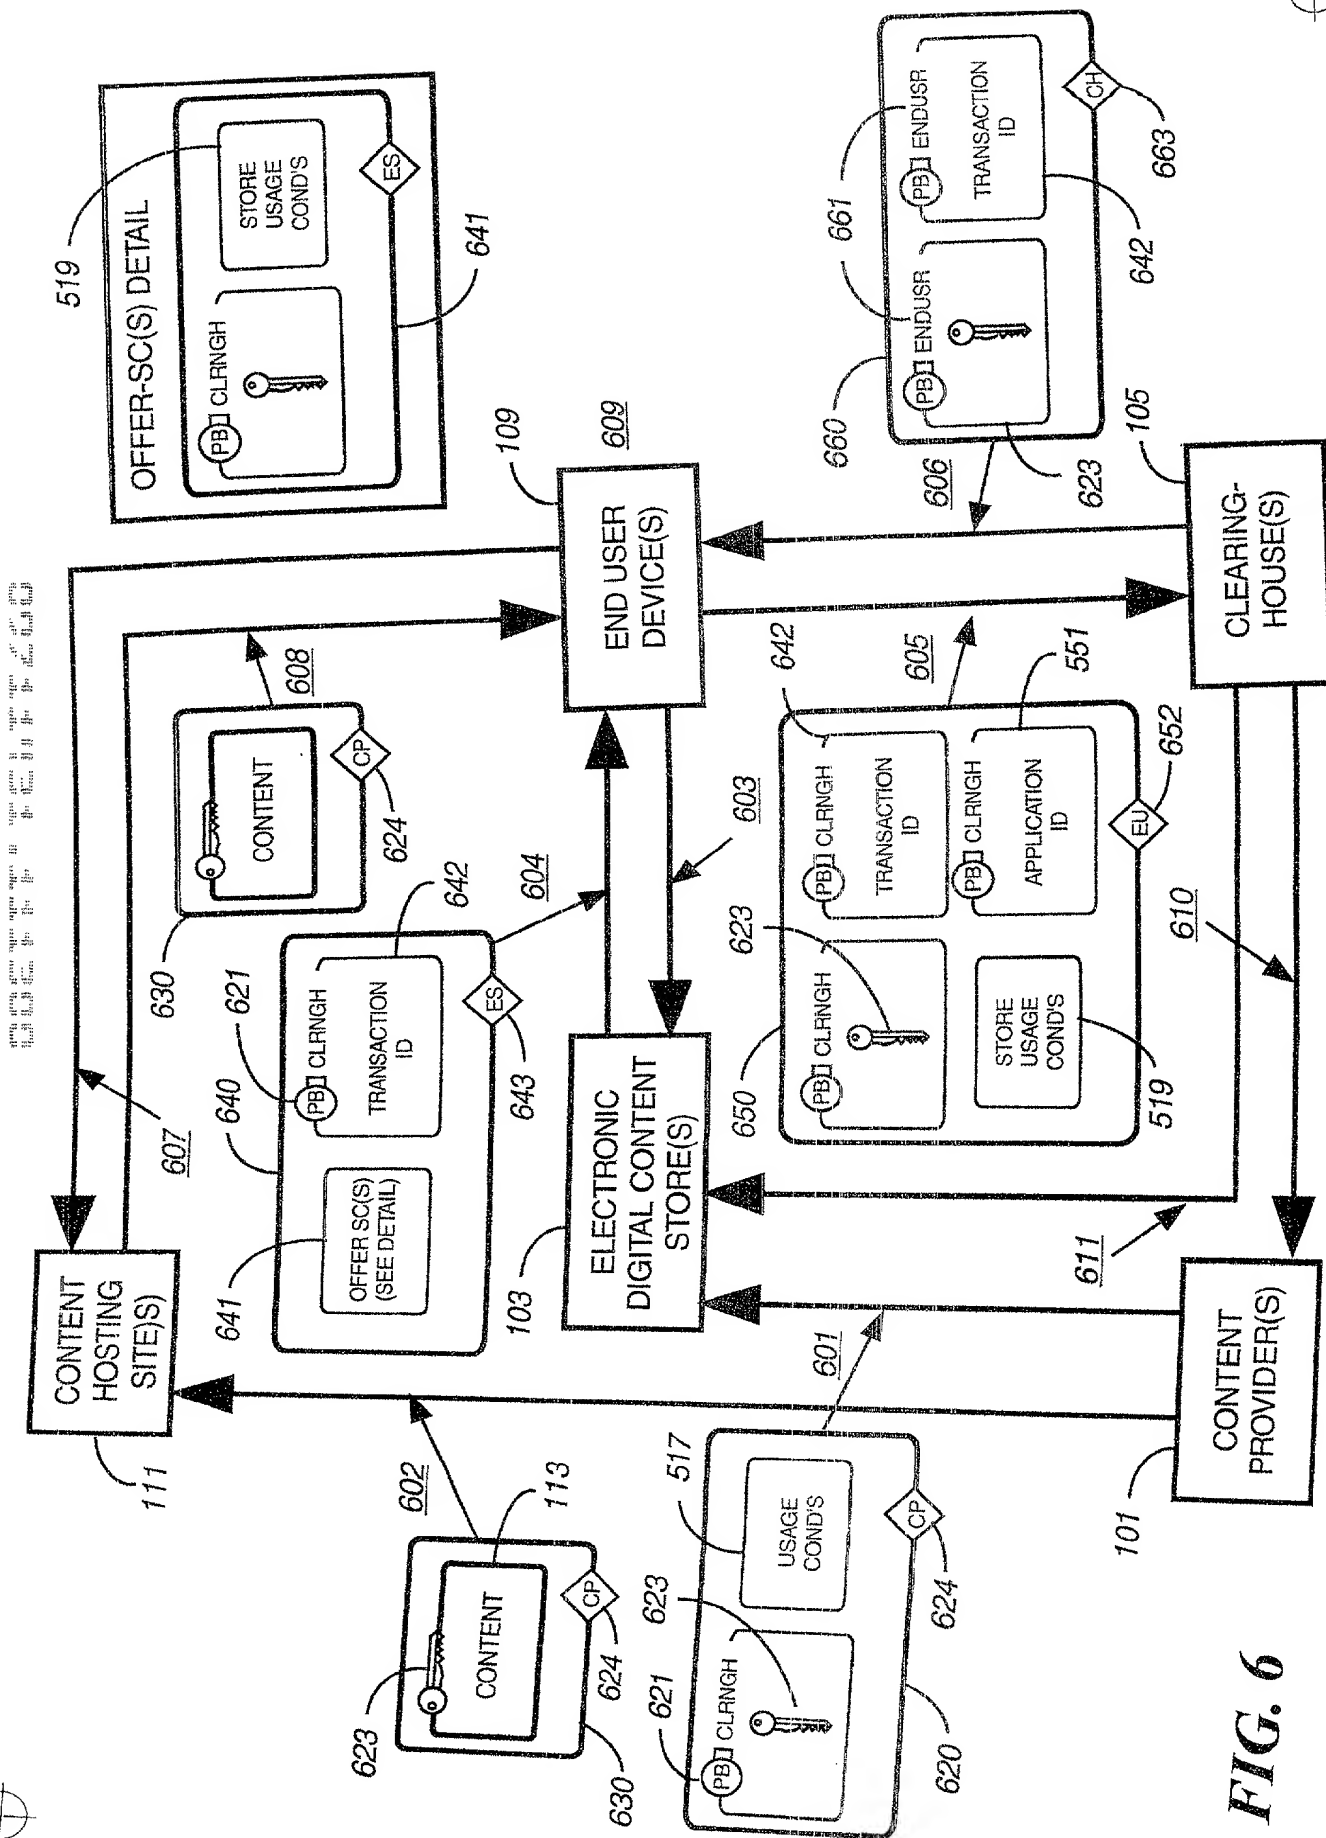 CONTENT
HOSTING
SITE)S)
111
607
608
630
CONTENT
CP
624
OFFER-SC(S) DETAIL
519
PB CLRNGH
STORE
USAGE
COND'S
ES
641
602
623
113
CONTENT
CP
624
630
641
640
621
OFFER SC(S)
(SEE DETAIL)
PB CLRNGH
TRANSACTION
ID
642
ES
643
604
603
END USER
DEVICE(S)
109
609
103
ELECTRONIC
DIGITAL CONTENT
STORE(S)
621
623
517
PB CLRNGH
USAGE
COND'S
CP
624
620
601
650
623
642
PB CLRNGH
PB CLRNGH
TRANSACTION
ID
STORE
USAGE
COND'S
PB CLRNGH
APPLICATION
ID
519
551
EU
652
605
606
660
661
PB ENDUSR
PB ENDUSR
TRANSACTION
ID
623
642
CH
663
101
CONTENT
PROVIDER(S)
611
610
CLEARING-
HOUSE(S)
105
FIG. 6